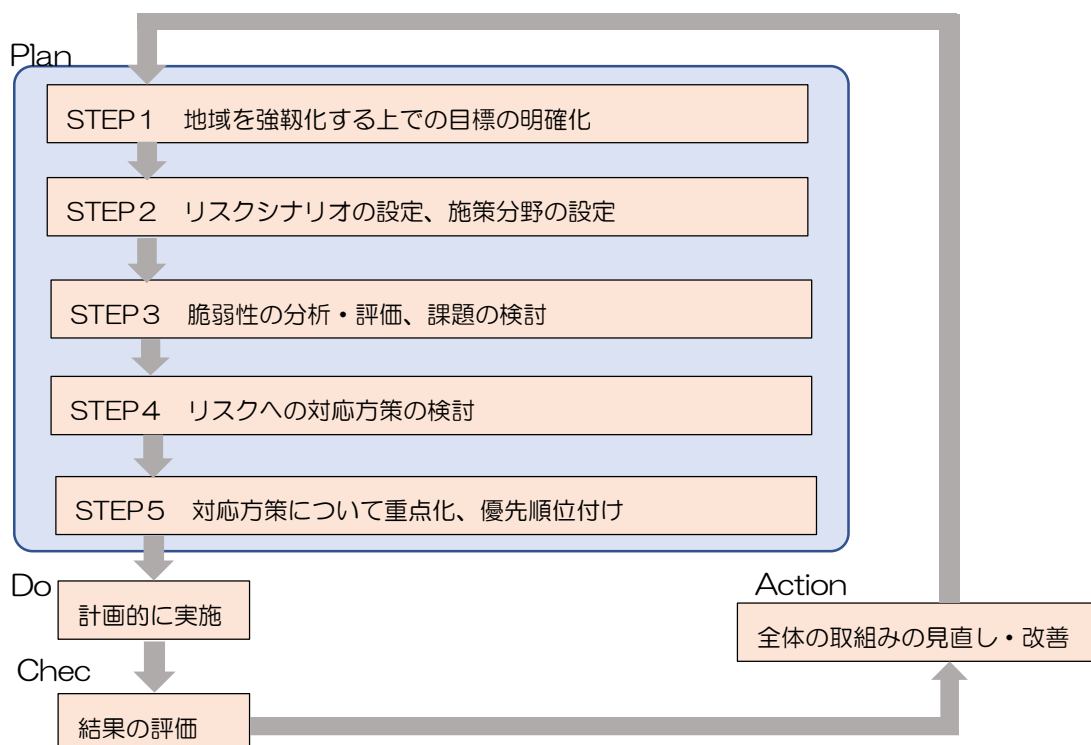 Plan
STEP1 地域を強靱化する上での目標の明確化
STEP2 リスクシナリオの設定、施策分野の設定
STEP3 脆弱性の分析・評価、課題の検討
STEP4 リスクへの対応方策の検討
STEP5 対応方策について重点化、優先順位付け
Do
計画的に実施
Chec
結果の評価
Action
全体の取組みの見直し・改善